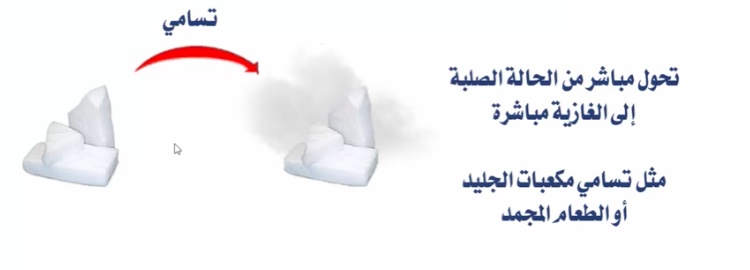 تسامي
تحول مباشر من الحالة الصلبة
إلى الغازية مباشرة
مثل تسامي مكعبات الجليد
أو الطعام المجمد